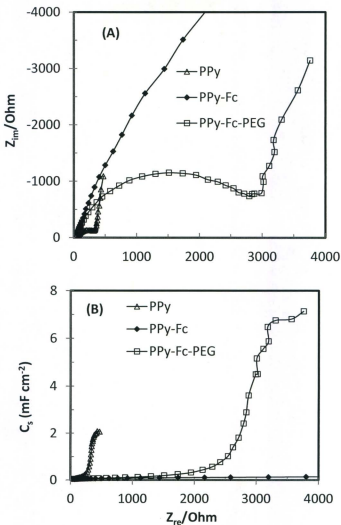 -4000
-3000
-2000
-1000
0
Z_im/Ohm
(A)
PPy
PPy-Fc
PPy-Fc-PEG
0 1000 2000 3000 4000
8
6
4
2
0
C_s (mF cm⁻²)
(B)
PPy
PPy-Fc
PPy-Fc-PEG
0 1000 2000 3000 4000
Z_re/Ohm